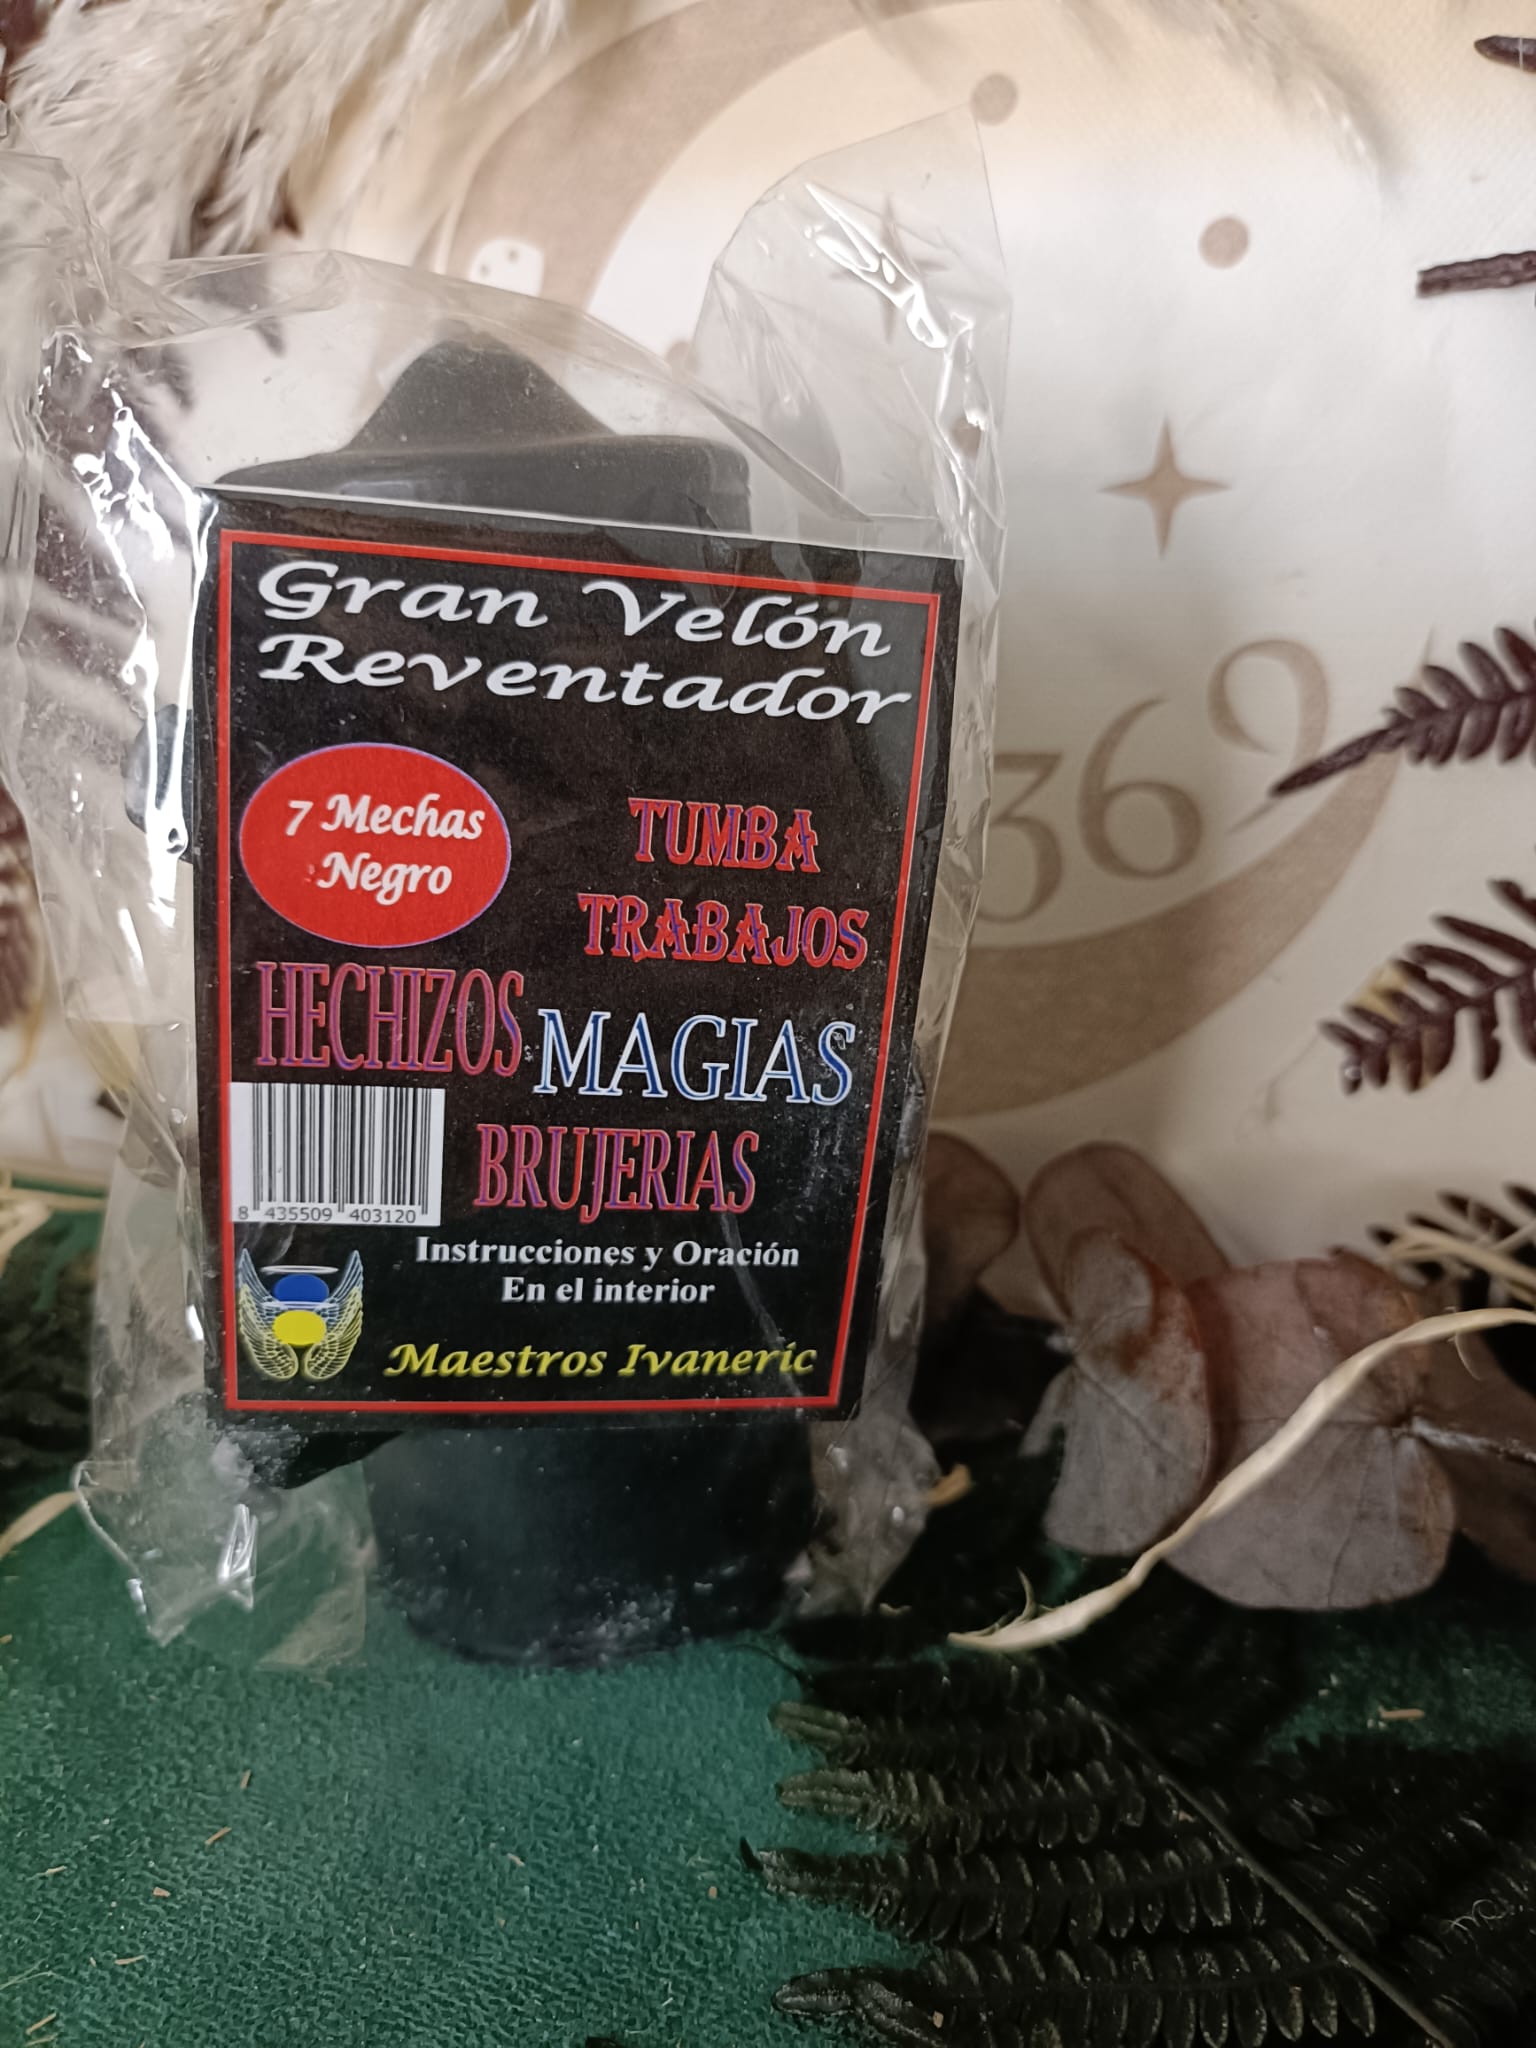 Gran Velón
Reventador
7 Mechas
Negro
TUMBA
TRABAJOS
HECHIZOS MAGIAS
BRUJERIAS
8 435509 403120
Instrucciones y Oración
En el interior
Maestros Ivaneric
369